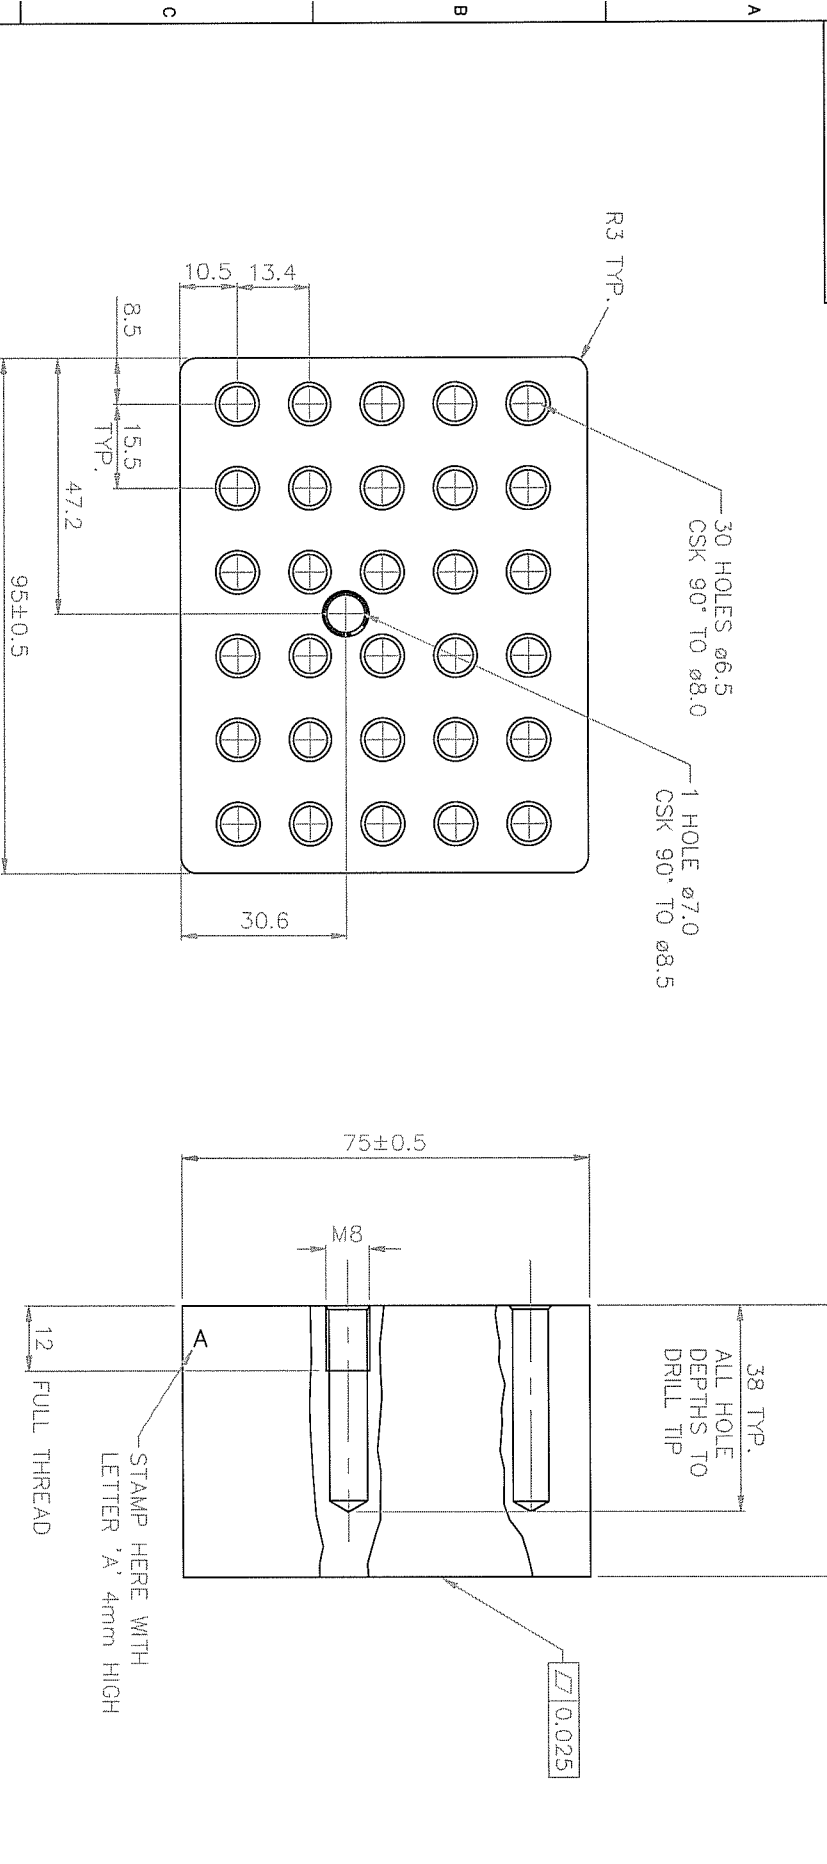 C
B
A
R3 TYP.
10.5
13.4
8.5
15.5
TYP.
47.2
95±0.5
30.6
30 HOLES ø6.5
CSK 90° TO ø8.0
1 HOLE ø7.0
CSK 90° TO ø8.5
75±0.5
M8
38 TYP.
ALL HOLE
DEPTHS TO
DRILL TIP
A
12 FULL THREAD
STAMP HERE WITH
LETTER 'A' 4mm HIGH
⏥ 0.025